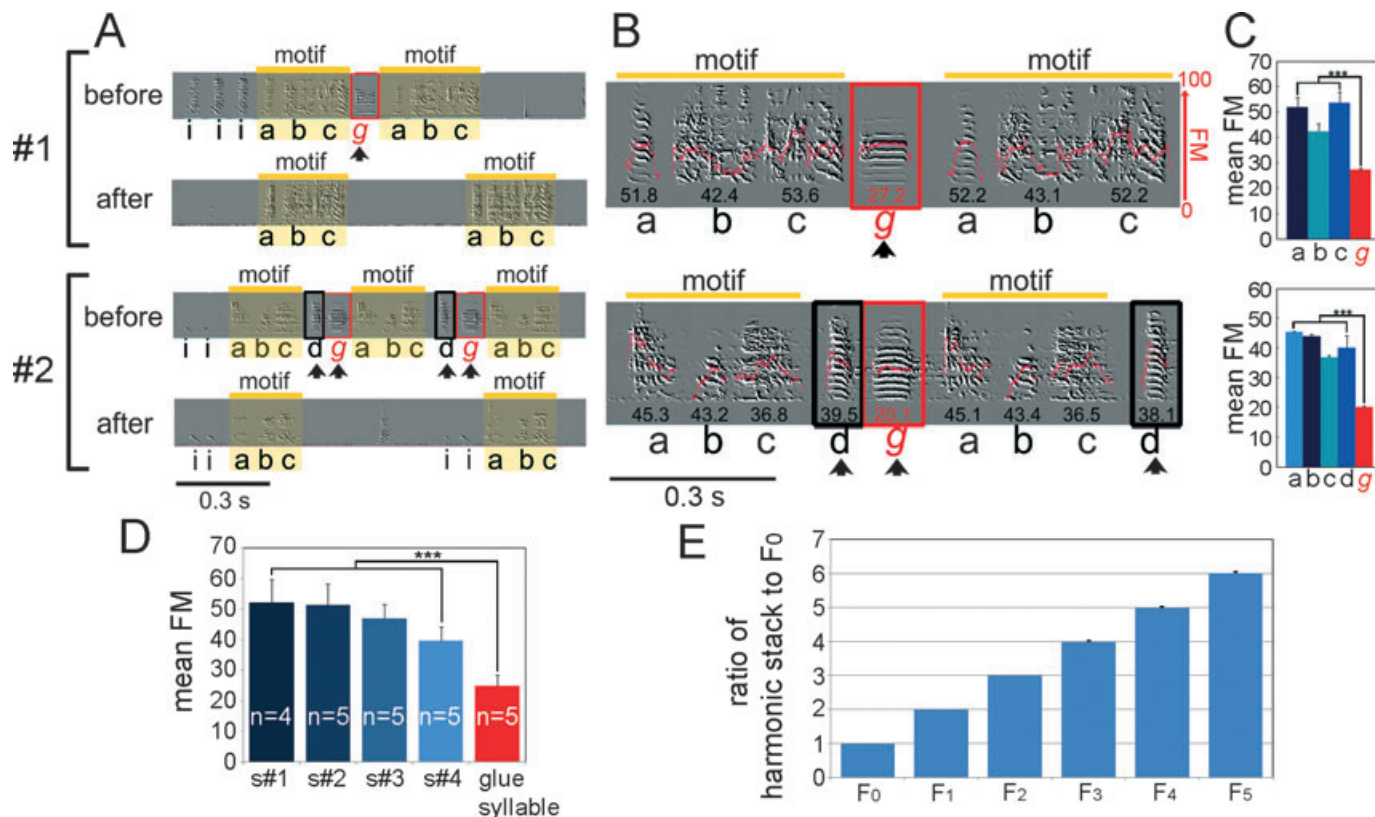 A
#1
motif motif
before
i i i a b c g a b c
motif motif
after
a b c a b c
#2
motif motif motif
before
i i a b c d g a b c d g a b c
motif motif
after
i i a b c i i a b c
0.3 s
B
motif motif
100
FM
0
51.8 42.4 53.6 27.2 52.2 43.1 52.2
a b c g a b c
motif motif
45.3 43.2 36.8 39.5 20.1 45.1 43.4 36.5 38.1
a b c d g a b c d
0.3 s
C
mean FM
60
50
40
30
20
10
0
***
a b c g
mean FM
60
50
40
30
20
10
0
***
a b c d g
D
mean FM
70
60
50
40
30
20
10
0
***
n=4 n=5 n=5 n=5 n=5
s#1 s#2 s#3 s#4 glue
syllable
E
ratio of
harmonic stack to F0
7
6
5
4
3
2
1
0
F0 F1 F2 F3 F4 F5